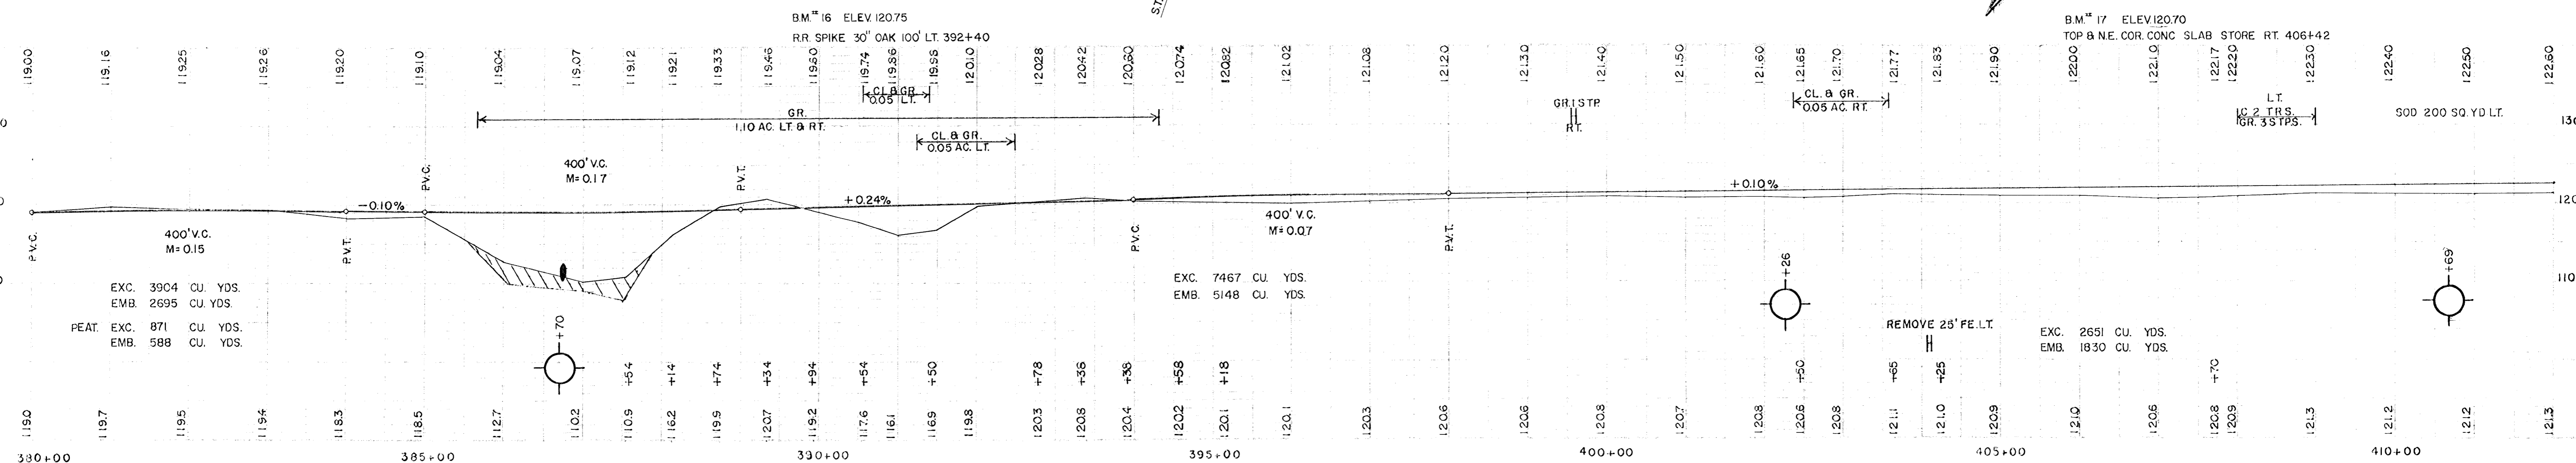 B.M.# 16 ELEV. 120.75
R.R. SPIKE 30" OAK 100' LT. 392+40
B.M.# 17 ELEV. 120.70
TOP & N.E. COR. CONC SLAB STORE RT. 406+42
119.00 119.16 119.25 119.26 119.20 119.10 119.04 119.07 119.12 119.21 119.33 119.46 119.60 119.74 119.86 119.95 120.10 120.28 120.42 120.60 120.74 120.82 121.02 121.08 121.20 121.30 121.40 121.50 121.60 121.65 121.70 121.77 121.83 121.90 122.00 122.10 122.17 122.20 122.30 122.40 122.50 122.60
CL. & GR.
0.05 LT.
GR.
1.10 AC. LT. & RT.
CL. & GR.
0.05 AC. LT.
GR. 1 STP.
RT.
CL. & GR.
0.05 AC. RT.
LT.
C 2 TRS.
GR. 3 STPS.
SOD 200 SQ. YD LT.
130
400' V.C.
M= 0.17
P.V.C.
P.V.T.
-0.10%
+0.24%
+0.10%
120
P.V.C.
400' V.C.
M= 0.15
P.V.T.
P.V.C.
400' V.C.
M= 0.07
P.V.T.
110
EXC. 3904 CU. YDS.
EMB. 2695 CU. YDS.
PEAT. EXC. 871 CU. YDS.
EMB. 588 CU. YDS.
EXC. 7467 CU. YDS.
EMB. 5148 CU. YDS.
+26
+69
REMOVE 25' FE. LT.
EXC. 2651 CU. YDS.
EMB. 1830 CU. YDS.
+70
+54 +14 +74 +34 +94 +54 +50 +78 +36 +38 +58 +18 +50 +65 +25 +70
119.0 119.7 119.5 119.4 118.3 118.5 112.7 110.2 110.9 116.2 119.9 120.7 119.2 117.6 116.1 116.9 119.8 120.3 120.8 120.4 120.2 120.1 120.1 120.3 120.6 120.6 120.8 120.7 120.8 120.6 120.8 121.1 121.0 120.9 121.0 120.6 120.8 120.9 121.3 121.2 121.2 121.3
380+00 385+00 390+00 395+00 400+00 405+00 410+00